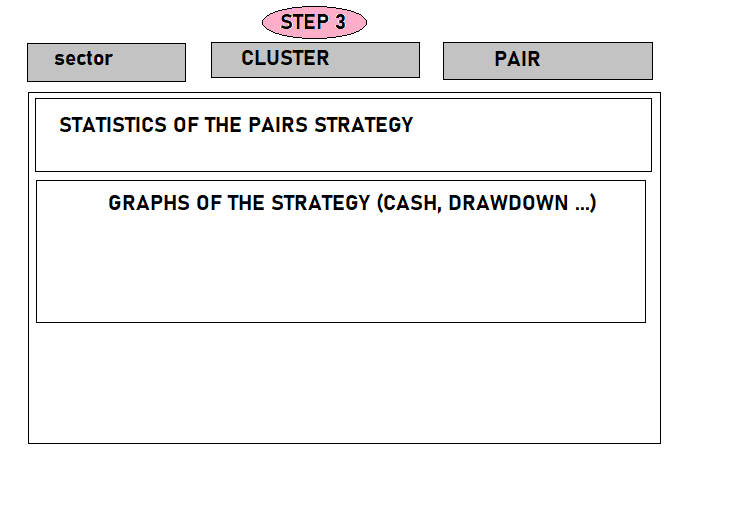 STEP 3
sector
CLUSTER
PAIR
STATISTICS OF THE PAIRS STRATEGY
GRAPHS OF THE STRATEGY (CASH, DRAWDOWN ...)